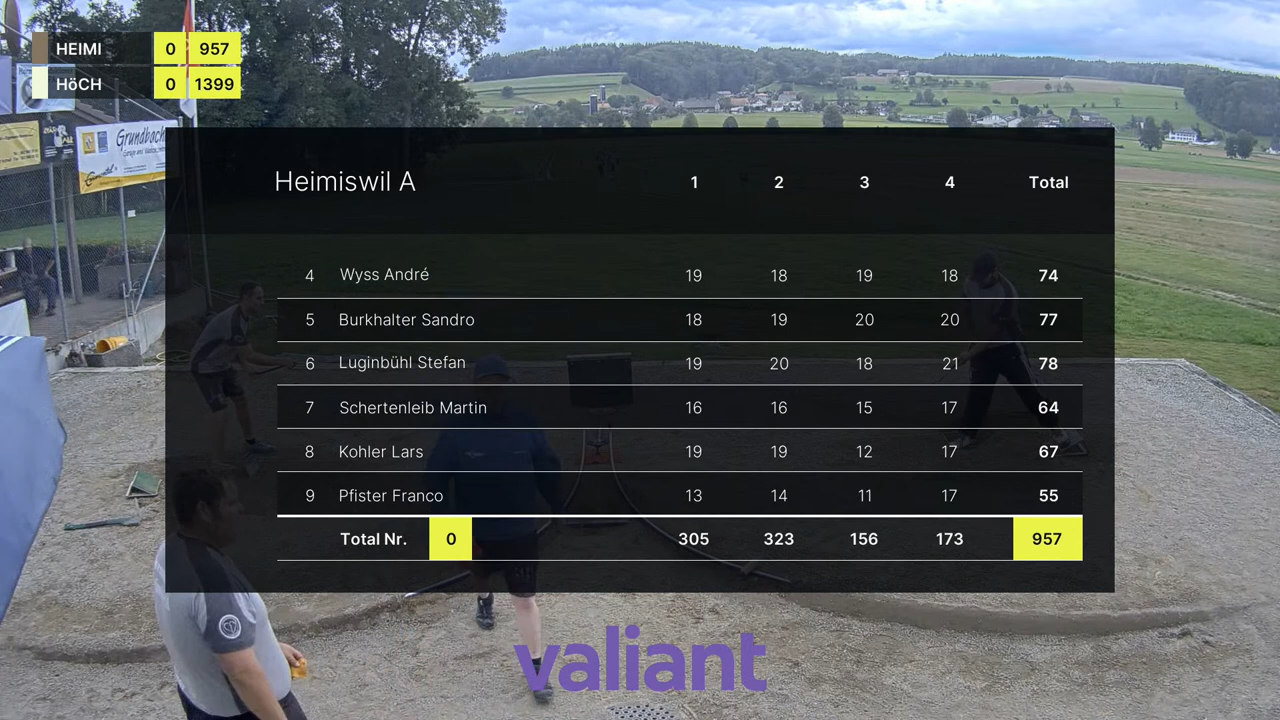 HEIMI 0 957
HöCH 0 1399
Grundbach
Heimiswil A 1 2 3 4 Total
4 Wyss André 19 18 19 18 74
5 Burkhalter Sandro 18 19 20 20 77
6 Luginbühl Stefan 19 20 18 21 78
7 Schertenleib Martin 16 16 15 17 64
8 Kohler Lars 19 19 12 17 67
9 Pfister Franco 13 14 11 17 55
Total Nr. 0 305 323 156 173 957
valiant